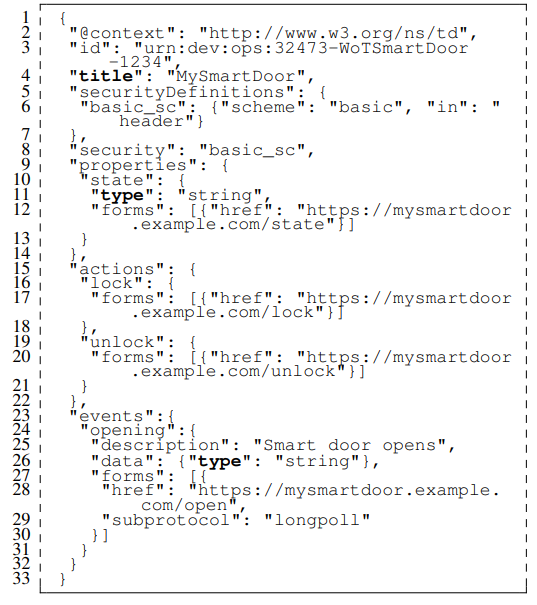 1 {
2 "@context": "http://www.w3.org/ns/td",
3 "id": "urn:dev:ops:32473-WoTSmartDoor
-1234",
4 "title": "MySmartDoor",
5 "securityDefinitions": {
6 "basic_sc": {"scheme": "basic", "in": "
header"}
7 },
8 "security": "basic_sc",
9 "properties": {
10 "state": {
11 "type": "string",
12 "forms": [{"href": "https://mysmartdoor
.example.com/state"}]
13 }
14 },
15 "actions": {
16 "lock": {
17 "forms": [{"href": "https://mysmartdoor
.example.com/lock"}]
18 },
19 "unlock": {
20 "forms": [{"href": "https://mysmartdoor
.example.com/unlock"}]
21 }
22 },
23 "events":{
24 "opening":{
25 "description": "Smart door opens",
26 "data": {"type": "string"},
27 "forms": [{
28 "href": "https://mysmartdoor.example.
com/open",
29 "subprotocol": "longpoll"
30 }]
31 }
32 }
33 }